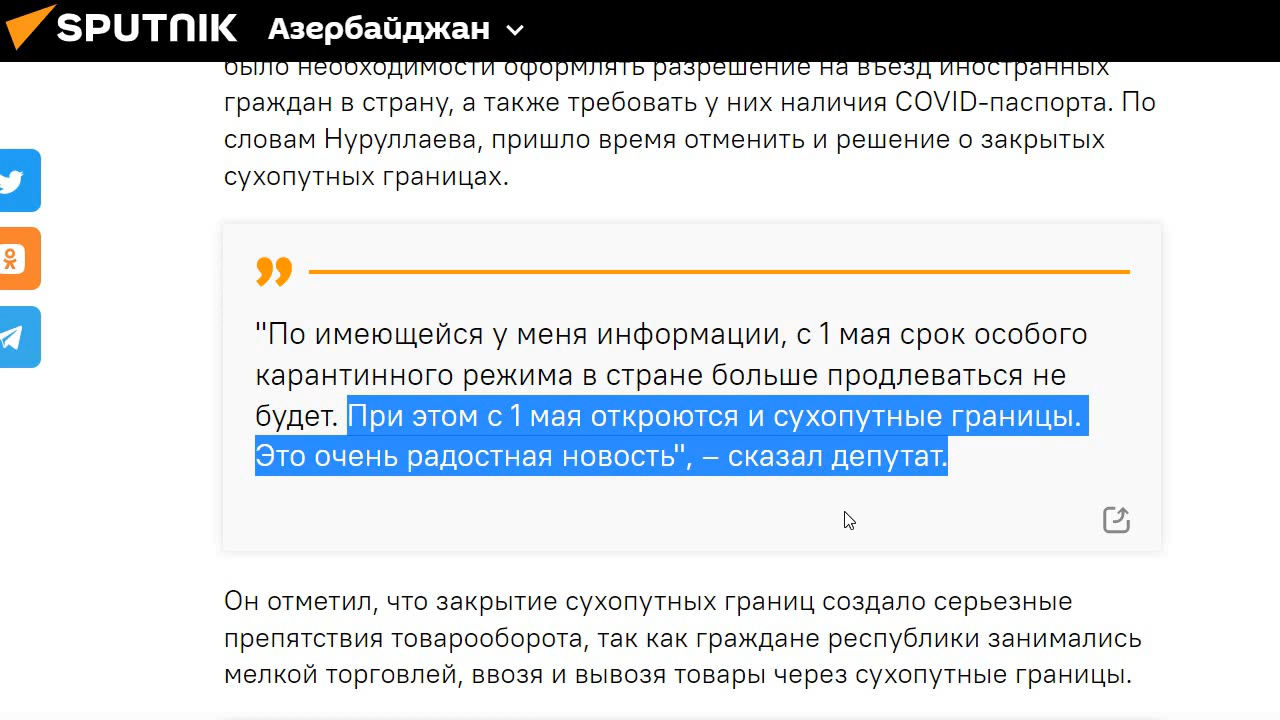 SPUTNIK Азербайджан
было необходимости оформлять разрешение на въезд иностранных
граждан в страну, а также требовать у них наличия COVID-паспорта. По
словам Нуруллаева, пришло время отменить и решение о закрытых
сухопутных границах.
"По имеющейся у меня информации, с 1 мая срок особого
карантинного режима в стране больше продлеваться не
будет. При этом с 1 мая откроются и сухопутные границы.
Это очень радостная новость", – сказал депутат.
Он отметил, что закрытие сухопутных границ создало серьезные
препятствия товарооборота, так как граждане республики занимались
мелкой торговлей, ввозя и вывозя товары через сухопутные границы.